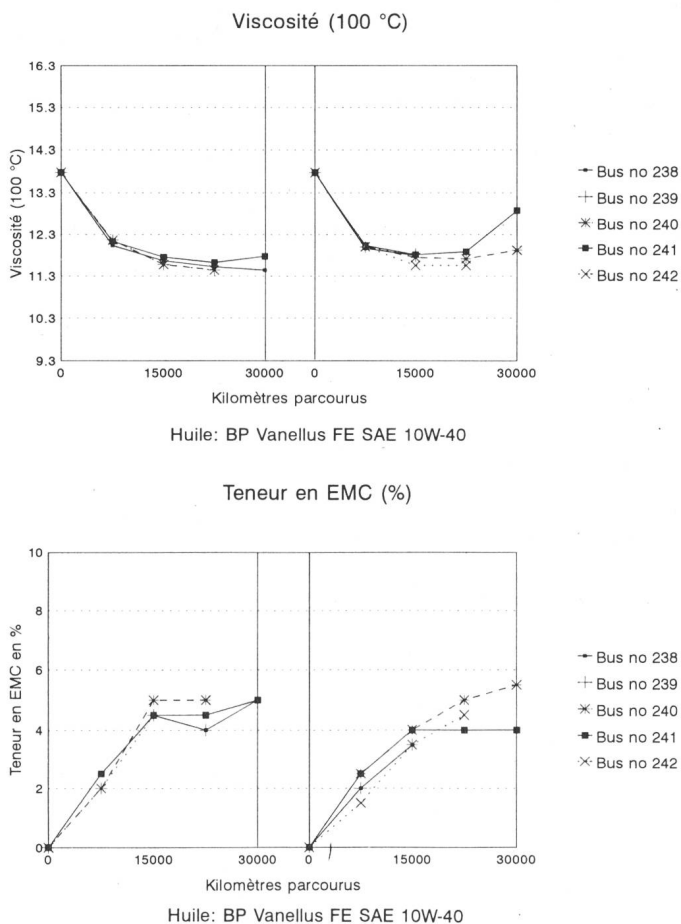 Viscosité (100 °C)
Viscosité (100 °C)
16.3
15.3
14.3
13.3
12.3
11.3
10.3
9.3
0 15000 30000 0 15000 30000
Kilomètres parcourus
Bus no 238
Bus no 239
Bus no 240
Bus no 241
Bus no 242
Huile: BP Vanellus FE SAE 10W-40
Teneur en EMC (%)
Teneur en EMC en %
10
8
6
4
2
0
0 15000 30000 0 15000 30000
Kilomètres parcourus
Bus no 238
Bus no 239
Bus no 240
Bus no 241
Bus no 242
Huile: BP Vanellus FE SAE 10W-40